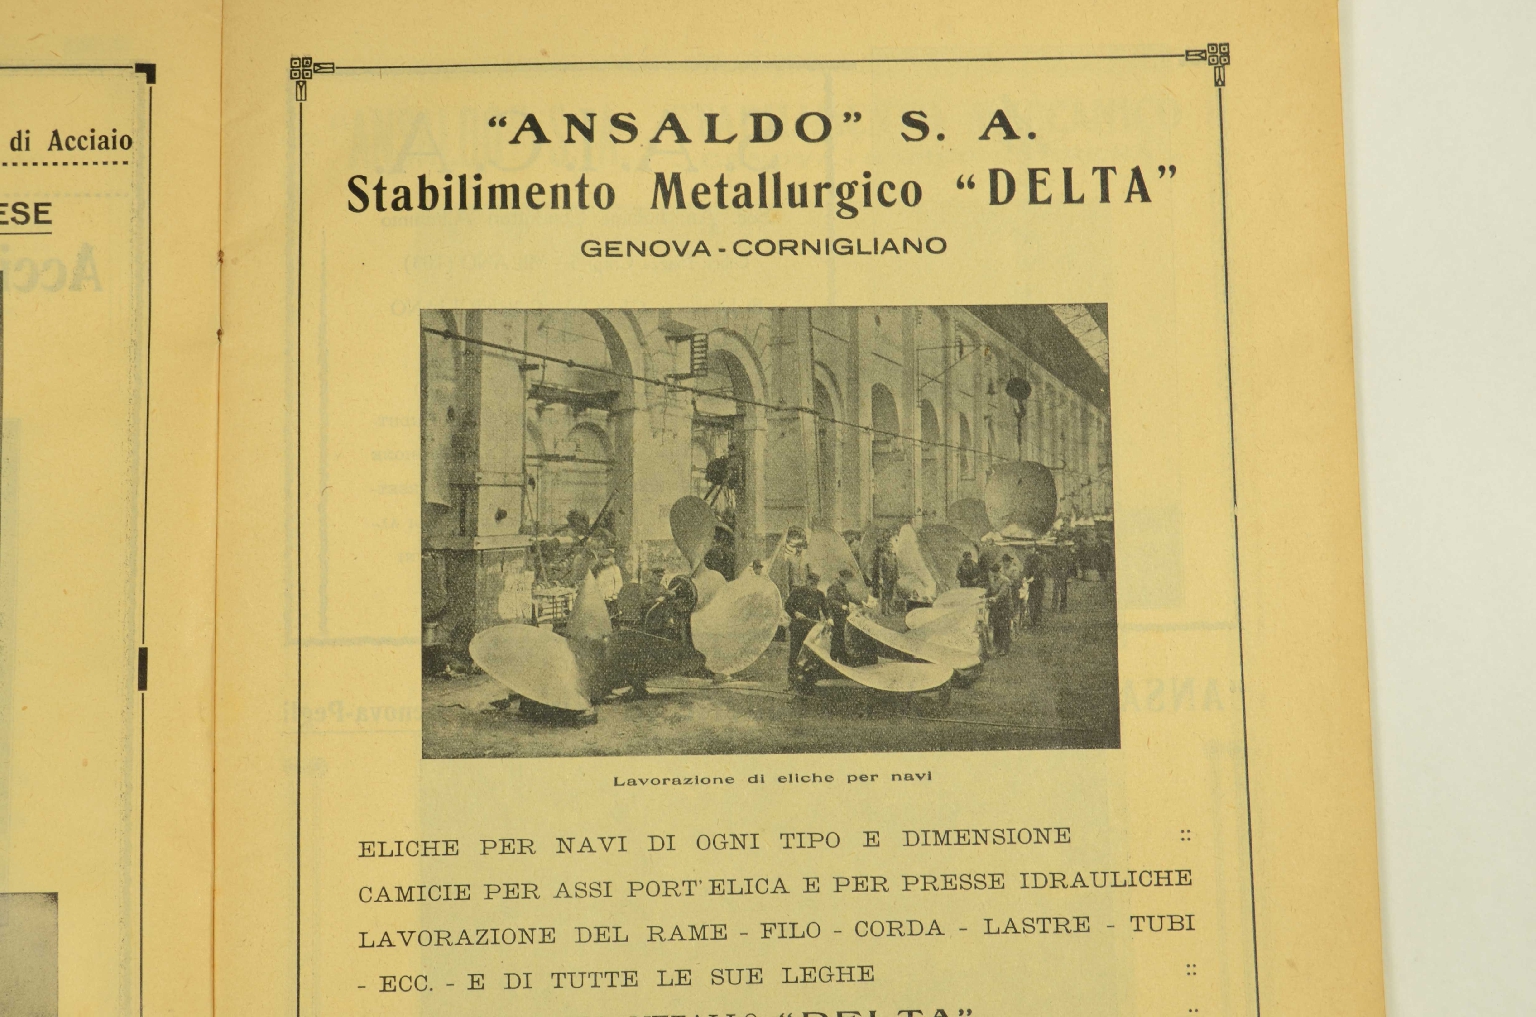 di Acciaio
ESE
"ANSALDO" S. A.
Stabilimento Metallurgico "DELTA"
GENOVA - CORNIGLIANO
Lavorazione di eliche per navi
ELICHE PER NAVI DI OGNI TIPO E DIMENSIONE ::
CAMICIE PER ASSI PORT'ELICA E PER PRESSE IDRAULICHE
LAVORAZIONE DEL RAME - FILO - CORDA - LASTRE - TUBI
- ECC. - E DI TUTTE LE SUE LEGHE ::
"DELTA"